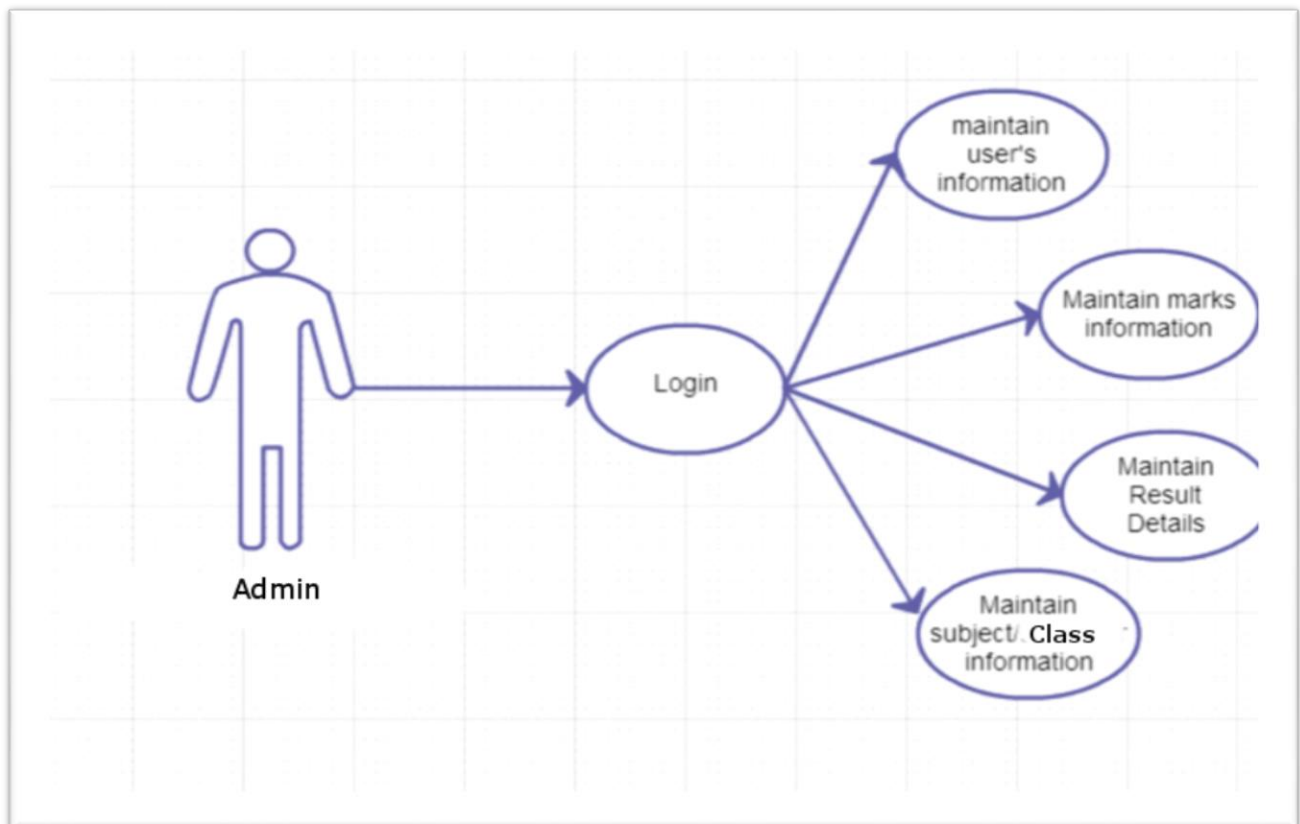 maintain
user's
information
Maintain marks
information
Login
Maintain
Result
Details
Admin
Maintain
subject/ Class
information